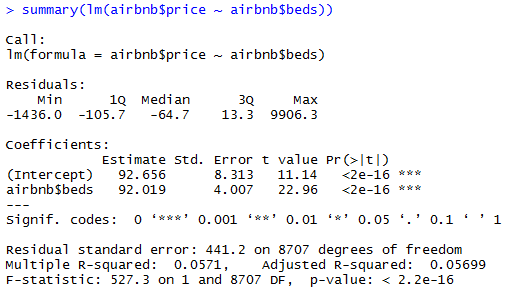 > summary(lm(airbnb$price ~ airbnb$beds))
Call:
lm(formula = airbnb$price ~ airbnb$beds)
Residuals:
    Min      1Q  Median      3Q     Max
-1436.0  -105.7   -64.7    13.3  9906.3
Coefficients:
            Estimate Std. Error t value Pr(>|t|)
(Intercept)   92.656      8.313   11.14   <2e-16 ***
airbnb$beds   92.019      4.007   22.96   <2e-16 ***
---
Signif. codes:  0 ‘***’ 0.001 ‘**’ 0.01 ‘*’ 0.05 ‘.’ 0.1 ‘ ’ 1
Residual standard error: 441.2 on 8707 degrees of freedom
Multiple R-squared:  0.0571,    Adjusted R-squared:  0.05699
F-statistic: 527.3 on 1 and 8707 DF,  p-value: < 2.2e-16